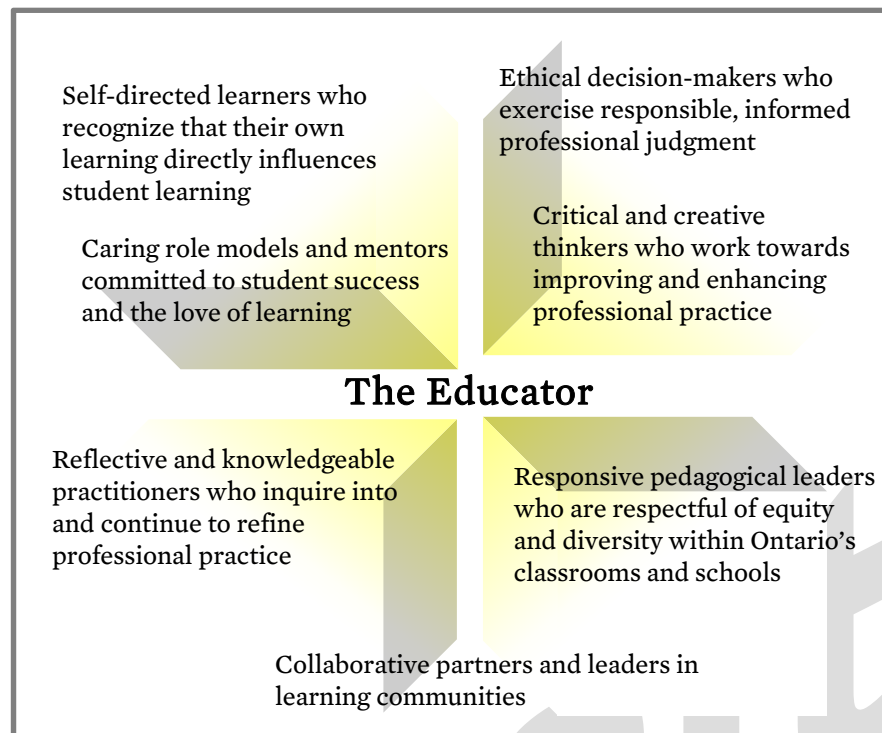 Self-directed learners who
recognize that their own
learning directly influences
student learning
Ethical decision-makers who
exercise responsible, informed
professional judgment
Caring role models and mentors
committed to student success
and the love of learning
Critical and creative
thinkers who work towards
improving and enhancing
professional practice
The Educator
Reflective and knowledgeable
practitioners who inquire into
and continue to refine
professional practice
Responsive pedagogical leaders
who are respectful of equity
and diversity within Ontario’s
classrooms and schools
Collaborative partners and leaders in
learning communities